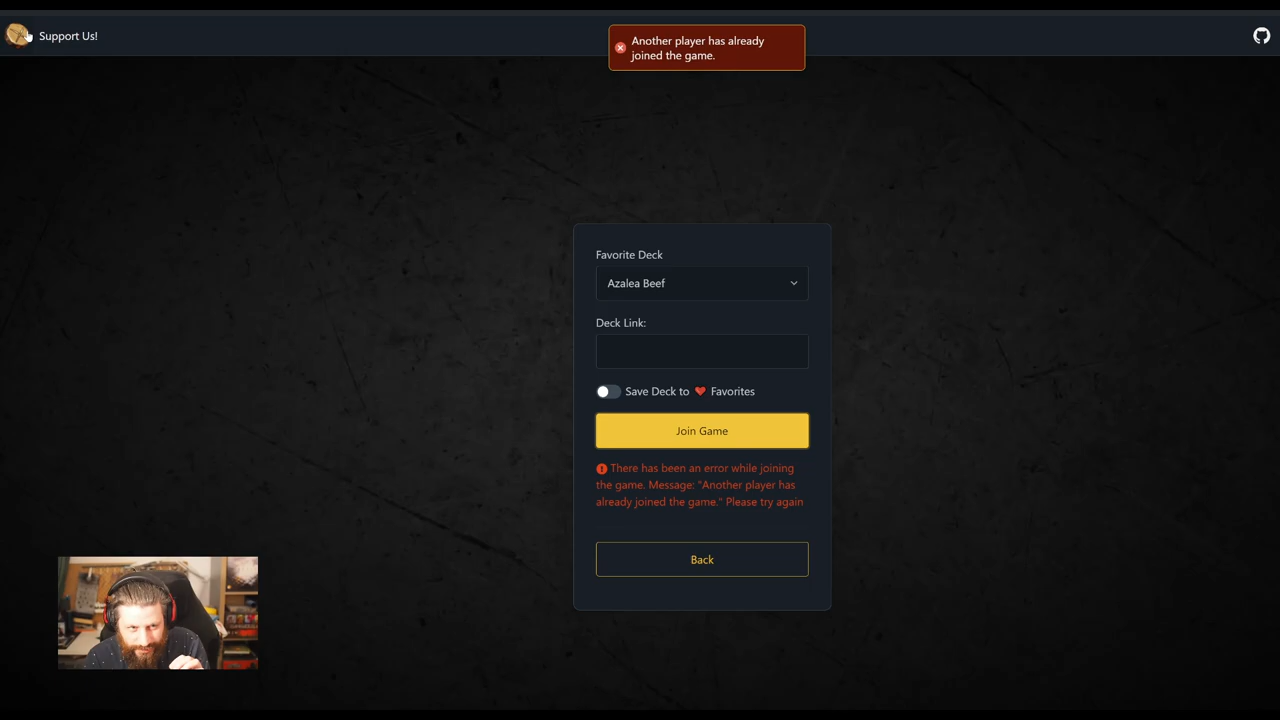 Support Us!
Another player has already
joined the game.
Favorite Deck
Azalea Beef
Deck Link:
Save Deck to ❤ Favorites
Join Game
There has been an error while joining
the game. Message: "Another player has
already joined the game." Please try again
Back